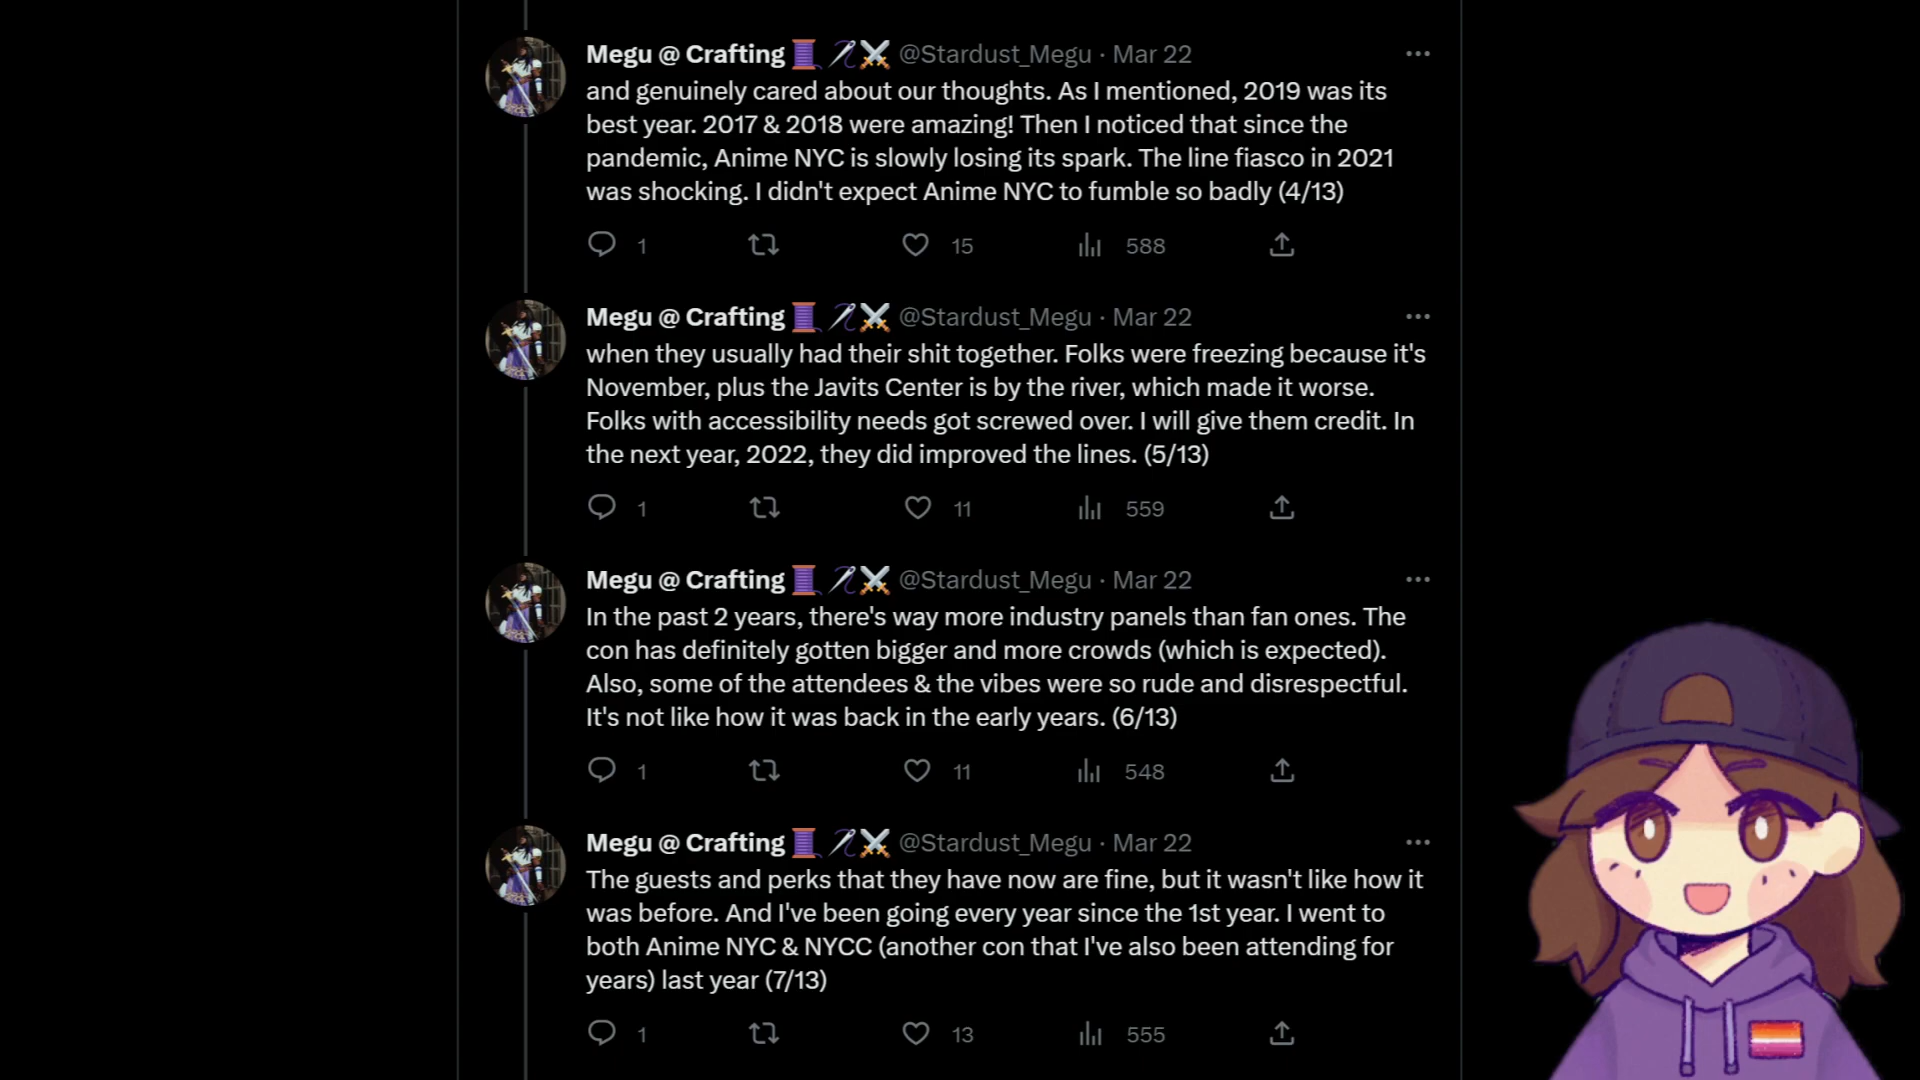 Megu @ Crafting 🧵🪡⚔️ @Stardust_Megu · Mar 22
and genuinely cared about our thoughts. As I mentioned, 2019 was its
best year. 2017 & 2018 were amazing! Then I noticed that since the
pandemic, Anime NYC is slowly losing its spark. The line fiasco in 2021
was shocking. I didn't expect Anime NYC to fumble so badly (4/13)
1 15 588
Megu @ Crafting 🧵🪡⚔️ @Stardust_Megu · Mar 22
when they usually had their shit together. Folks were freezing because it's
November, plus the Javits Center is by the river, which made it worse.
Folks with accessibility needs got screwed over. I will give them credit. In
the next year, 2022, they did improved the lines. (5/13)
1 11 559
Megu @ Crafting 🧵🪡⚔️ @Stardust_Megu · Mar 22
In the past 2 years, there's way more industry panels than fan ones. The
con has definitely gotten bigger and more crowds (which is expected).
Also, some of the attendees & the vibes were so rude and disrespectful.
It's not like how it was back in the early years. (6/13)
1 11 548
Megu @ Crafting 🧵🪡⚔️ @Stardust_Megu · Mar 22
The guests and perks that they have now are fine, but it wasn't like how it
was before. And I've been going every year since the 1st year. I went to
both Anime NYC & NYCC (another con that I've also been attending for
years) last year (7/13)
1 13 555